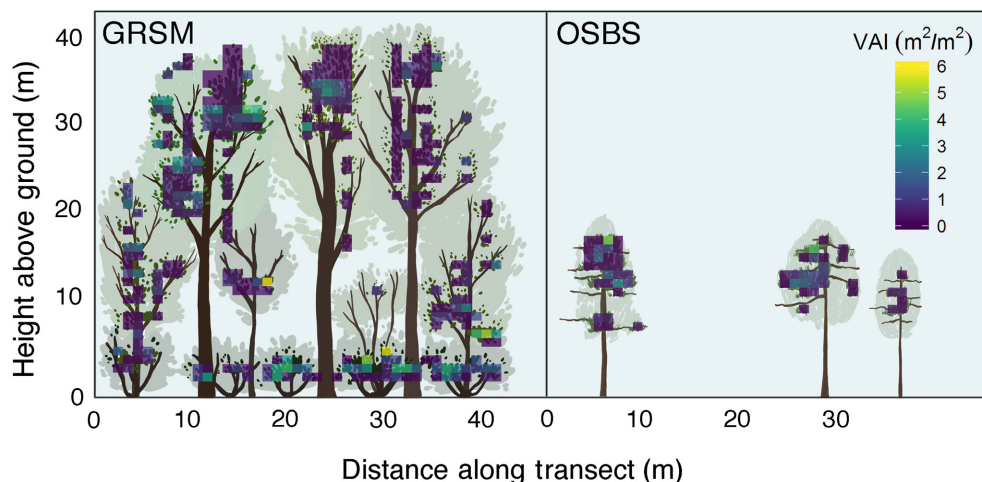 GRSM
OSBS
VAI (m²/m²)
6
5
4
3
2
1
0
Height above ground (m)
40
30
20
10
0
0 10 20 30 40
0 10 20 30
Distance along transect (m)